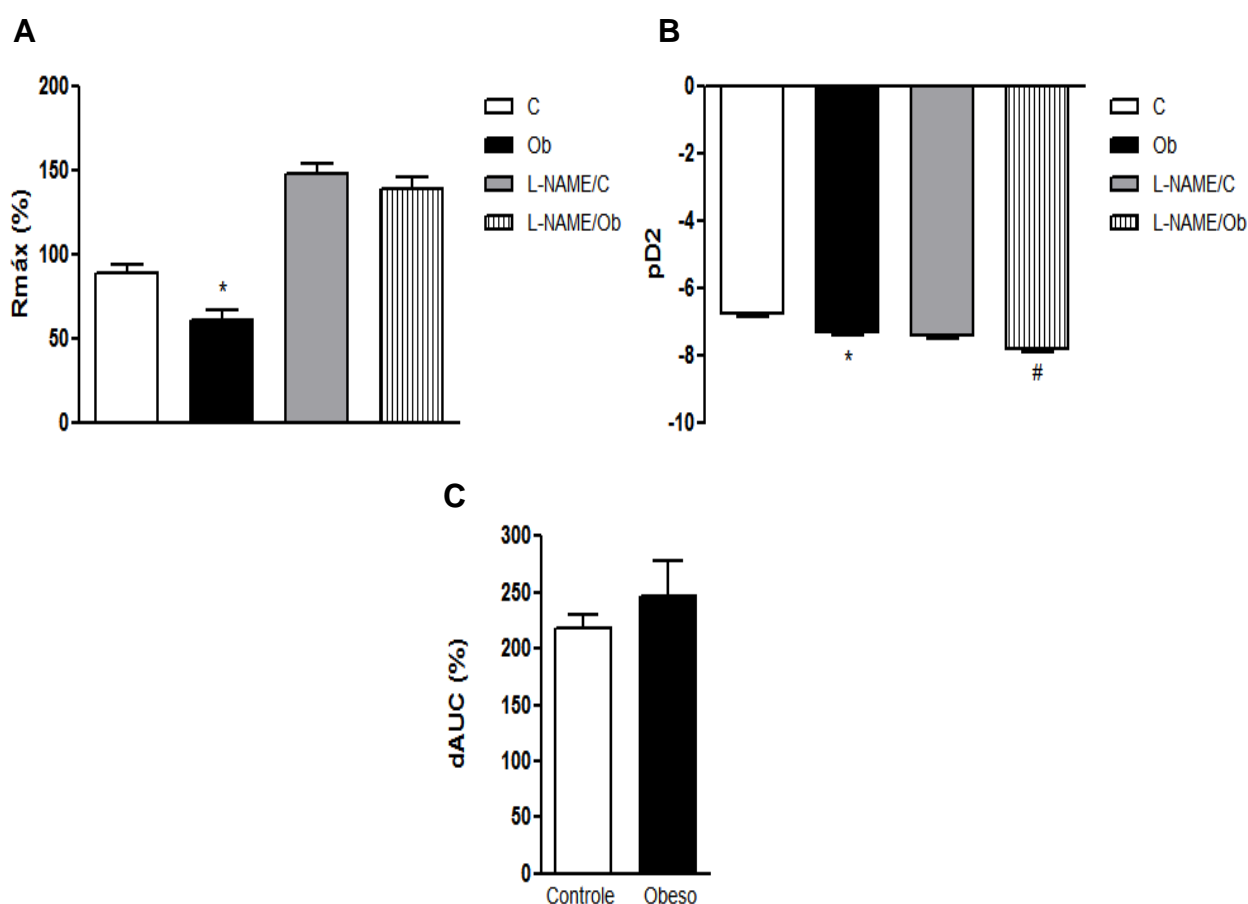 A
Rmáx (%)
200
150
100
50
0
*
C
Ob
L-NAME/C
L-NAME/Ob
B
pD2
0
-2
-4
-6
-8
-10
*
#
C
Ob
L-NAME/C
L-NAME/Ob
C
dAUC (%)
300
250
200
150
100
50
0
Controle Obeso